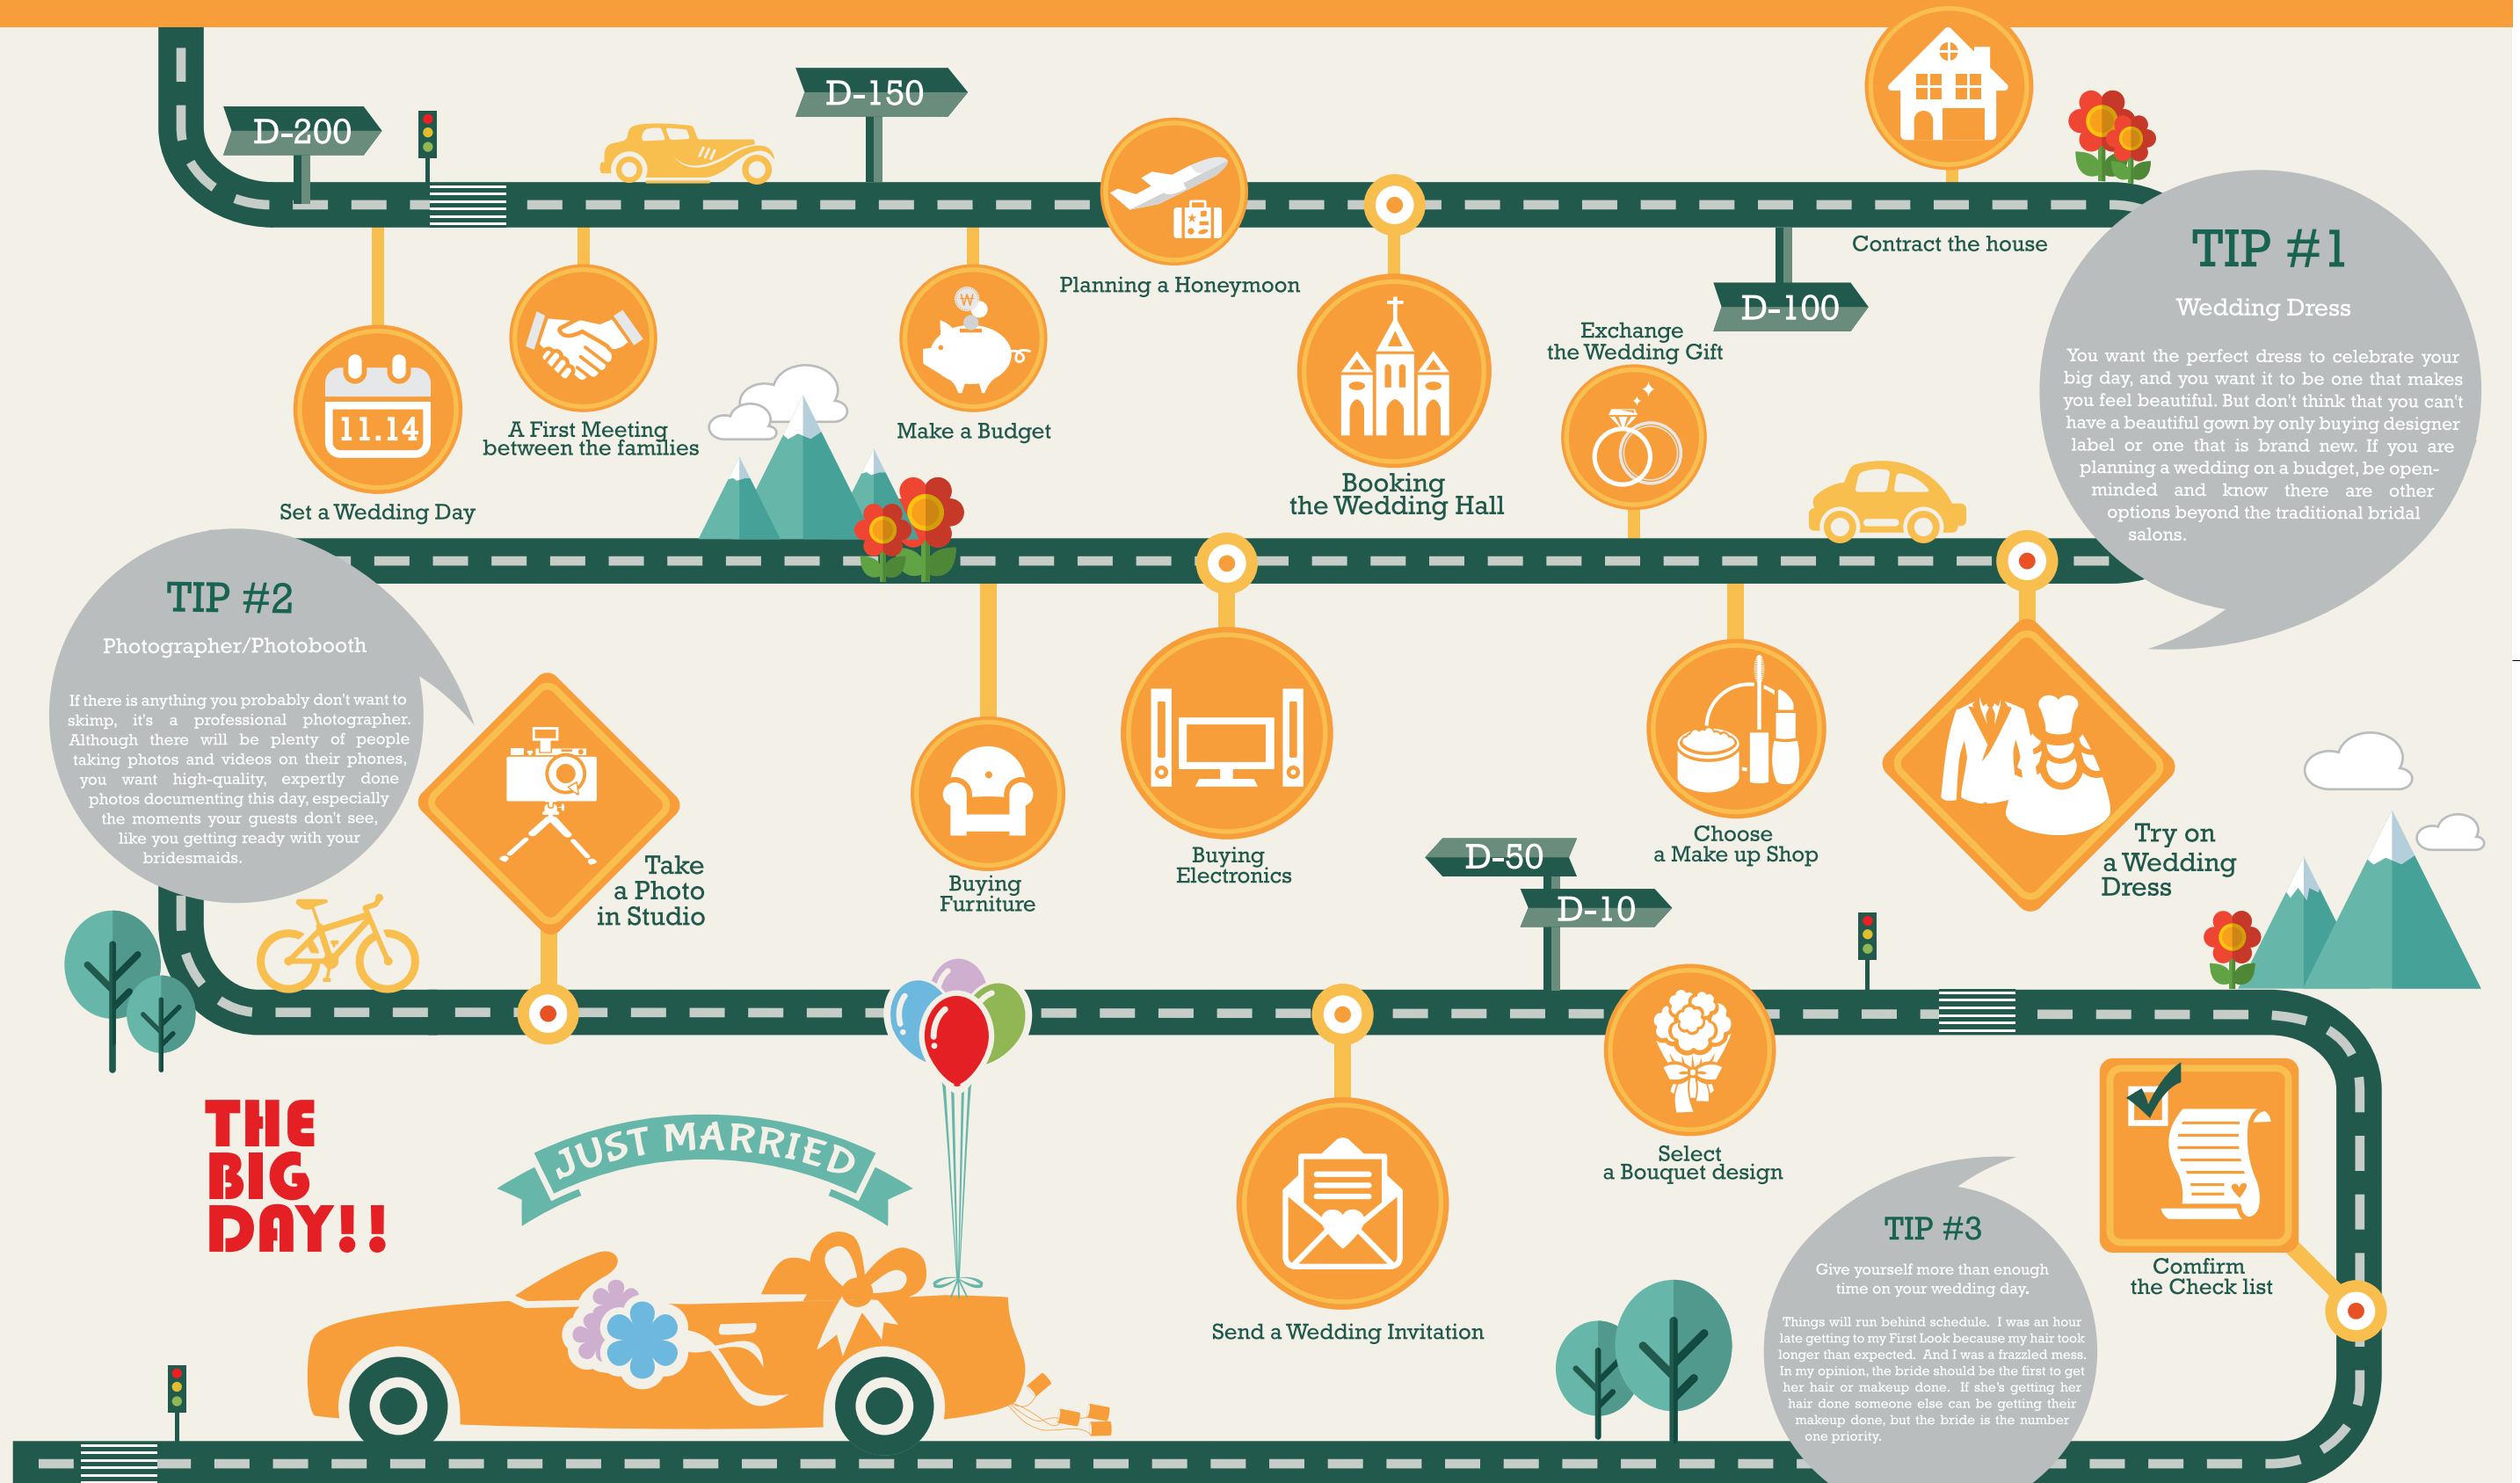 D-200
D-150
Contract the house
TIP #1
Wedding Dress
You want the perfect dress to celebrate your
big day, and you want it to be one that makes
you feel beautiful. But don't think that you can't
have a beautiful gown by only buying designer
label or one that is brand new. If you are
planning a wedding on a budget, be open-
minded and know there are other
options beyond the traditional bridal
salons.
Planning a Honeymoon
D-100
Exchange
the Wedding Gift
11.14
Set a Wedding Day
A First Meeting
between the families
₩
Make a Budget
Booking
the Wedding Hall
TIP #2
Photographer/Photobooth
If there is anything you probably don't want to
skimp, it's a professional photographer.
Although there will be plenty of people
taking photos and videos on their phones,
you want high-quality, expertly done
photos documenting this day, especially
the moments your guests don't see,
like you getting ready with your
bridesmaids.
Take
a Photo
in Studio
Buying
Furniture
Buying
Electronics
Choose
a Make up Shop
Try on
a Wedding
Dress
D-50
D-10
THE
BIG
DAY!!
JUST MARRIED
Send a Wedding Invitation
Select
a Bouquet design
TIP #3
Give yourself more than enough
time on your wedding day.
Things will run behind schedule. I was an hour
late getting to my First Look because my hair took
longer than expected. And I was a frazzled mess.
In my opinion, the bride should be the first to get
her hair or makeup done. If she's getting her
hair done someone else can be getting their
makeup done, but the bride is the number
one priority.
Comfirm
the Check list